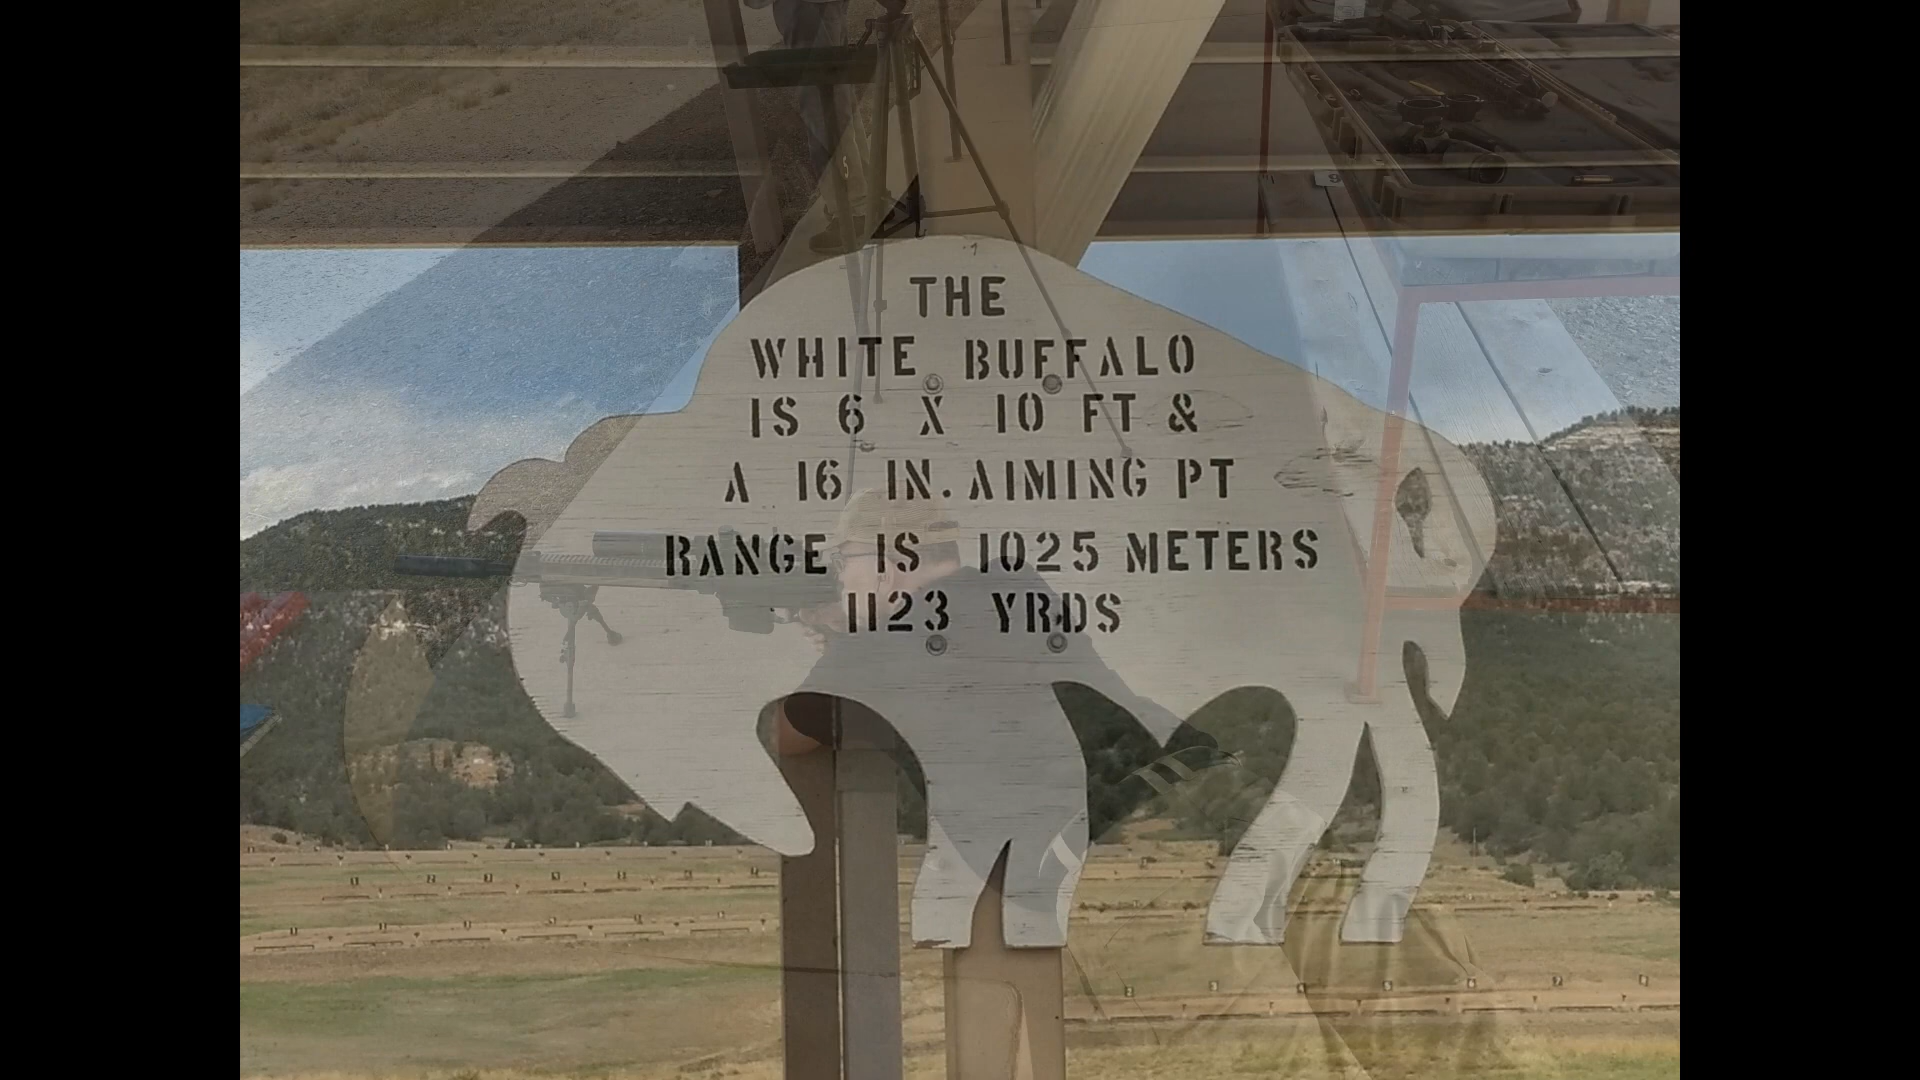 THE
WHITE BUFFALO
IS 6 X 10 FT &
A 16 IN. AIMING PT
RANGE IS 1025 METERS
1123 YRDS